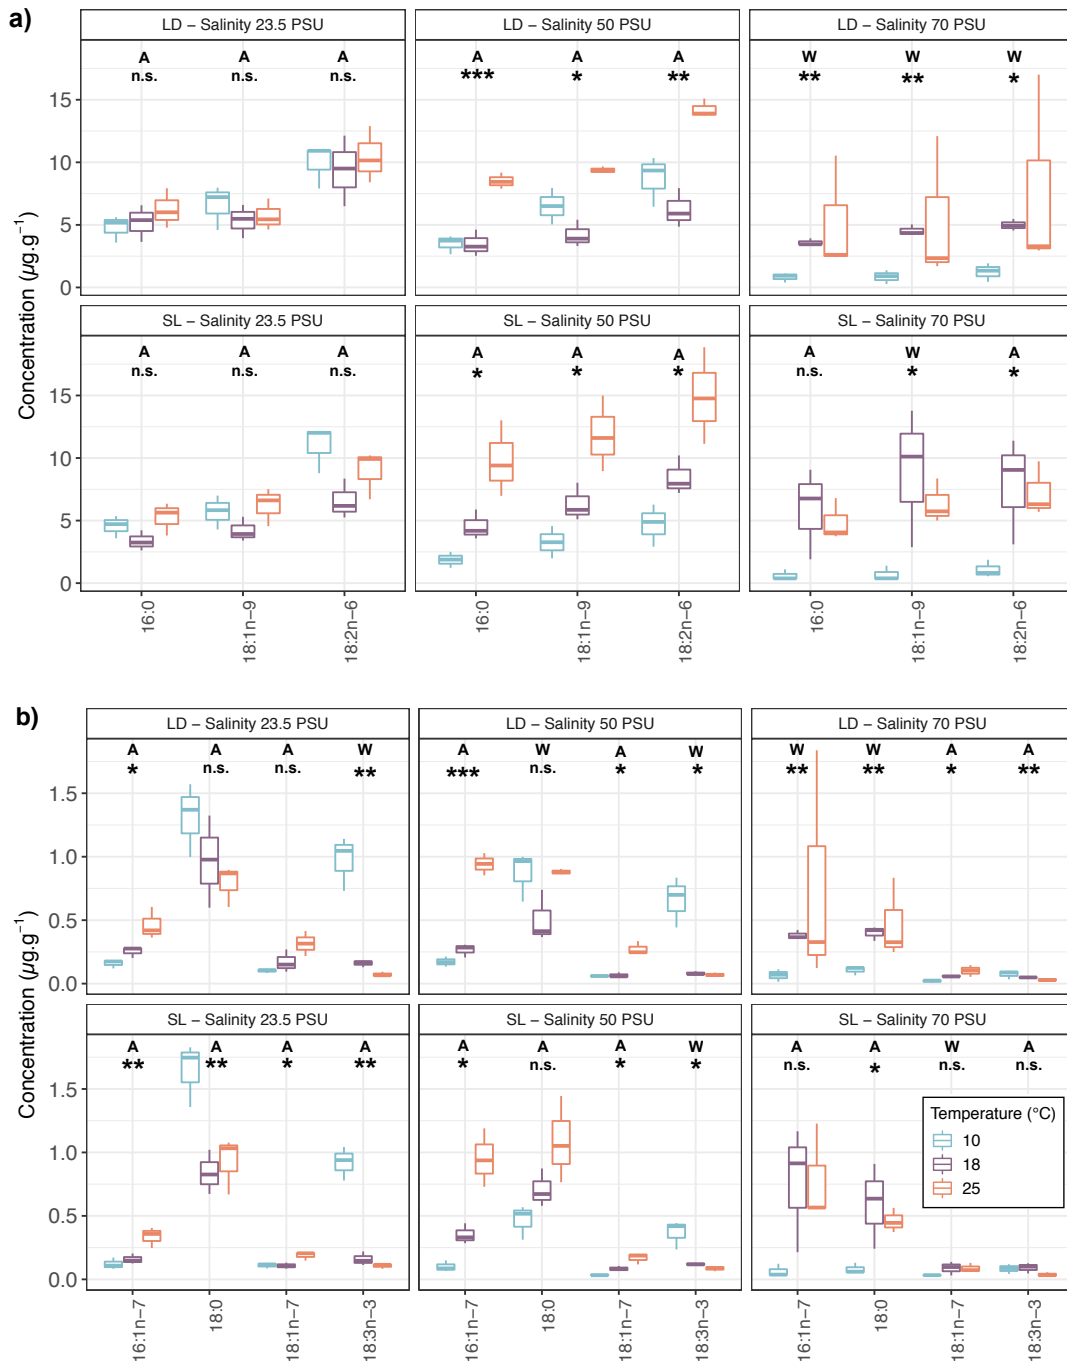 a)
LD – Salinity 23.5 PSU
LD – Salinity 50 PSU
LD – Salinity 70 PSU
A A A
n.s. n.s. n.s.
A A A
*** * **
W W W
** ** *
15
10
5
0
Concentration (µg.g⁻¹)
SL – Salinity 23.5 PSU
SL – Salinity 50 PSU
SL – Salinity 70 PSU
A A A
n.s. n.s. n.s.
A A A
* * *
A W A
n.s. * *
15
10
5
0
16:0 18:1n−9 18:2n−6
16:0 18:1n−9 18:2n−6
16:0 18:1n−9 18:2n−6
b)
LD – Salinity 23.5 PSU
LD – Salinity 50 PSU
LD – Salinity 70 PSU
A A A W
* n.s. n.s. **
A W A W
*** n.s. * *
W W A A
** ** * **
1.5
1.0
0.5
0.0
Concentration (µg.g⁻¹)
SL – Salinity 23.5 PSU
SL – Salinity 50 PSU
SL – Salinity 70 PSU
A A A A
** ** * **
A A A W
* n.s. * *
A A W A
n.s. * n.s. n.s.
1.5
1.0
0.5
0.0
Temperature (°C)
10
18
25
16:1n−7 18:0 18:1n−7 18:3n−3
16:1n−7 18:0 18:1n−7 18:3n−3
16:1n−7 18:0 18:1n−7 18:3n−3